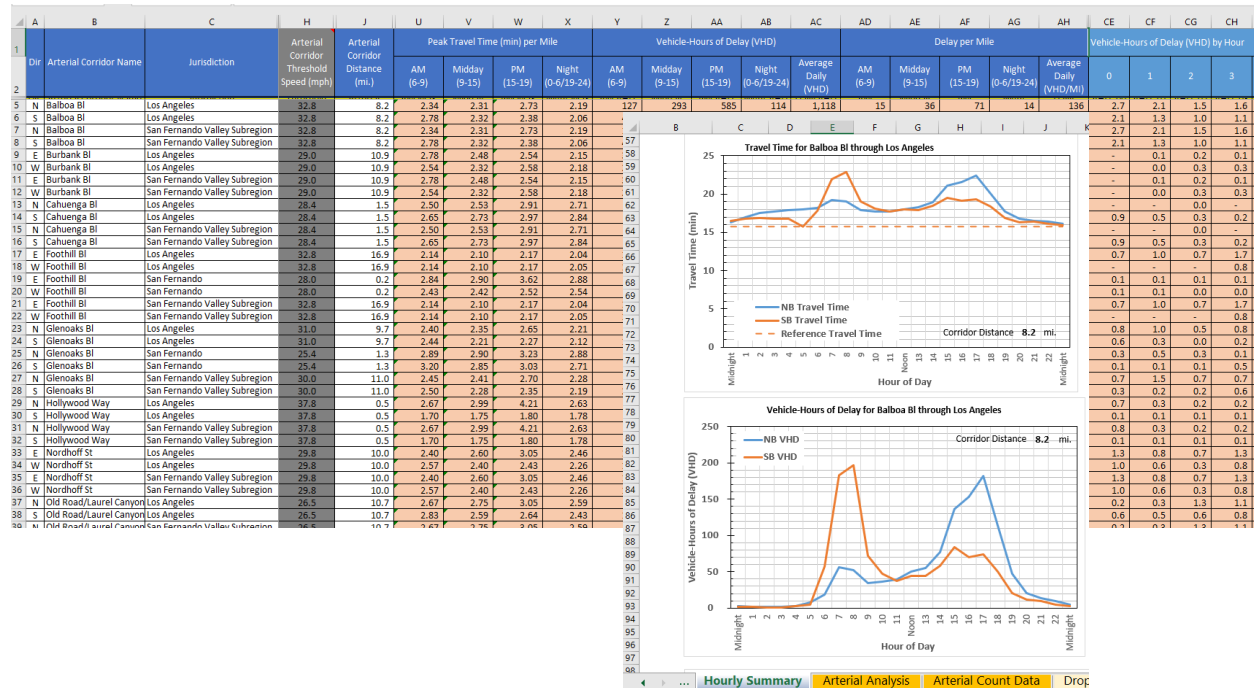 A B C H J U V W X Y Z AA AB AC AD AE AF AG AH CE CF CG CH
1 Dir Arterial Corridor Name Jurisdiction Arterial Corridor Threshold Speed (mph) Arterial Corridor Distance (mi.) Peak Travel Time (min) per Mile Vehicle-Hours of Delay (VHD) Delay per Mile Vehicle-Hours of Delay (VHD) by Hour
2 AM (6-9) Midday (9-15) PM (15-19) Night (0-6/19-24) AM (6-9) Midday (9-15) PM (15-19) Night (0-6/19-24) Average Daily (VHD) AM (6-9) Midday (9-15) PM (15-19) Night (0-6/19-24) Average Daily (VHD/MI) 0 1 2 3
5 N Balboa Bl Los Angeles 32.8 8.2 2.34 2.31 2.73 2.19 127 293 585 114 1,118 15 36 71 14 136 2.7 2.1 1.5 1.6
6 S Balboa Bl Los Angeles 32.8 8.2 2.78 2.32 2.38 2.06 2.1 1.3 1.0 1.1
7 N Balboa Bl San Fernando Valley Subregion 32.8 8.2 2.34 2.31 2.73 2.19 2.7 2.1 1.5 1.6
8 S Balboa Bl San Fernando Valley Subregion 32.8 8.2 2.78 2.32 2.38 2.06 2.1 1.3 1.0 1.1
9 E Burbank Bl Los Angeles 29.0 10.9 2.78 2.48 2.54 2.15 - 0.1 0.2 0.1
10 W Burbank Bl Los Angeles 29.0 10.9 2.54 2.32 2.58 2.18 - 0.0 0.3 0.3
11 E Burbank Bl San Fernando Valley Subregion 29.0 10.9 2.78 2.48 2.54 2.15 - 0.1 0.2 0.1
12 W Burbank Bl San Fernando Valley Subregion 29.0 10.9 2.54 2.32 2.58 2.18 - 0.0 0.3 0.3
13 N Cahuenga Bl Los Angeles 28.4 1.5 2.50 2.53 2.91 2.71 - - 0.0 -
14 S Cahuenga Bl Los Angeles 28.4 1.5 2.65 2.73 2.97 2.84 0.9 0.5 0.3 0.2
15 N Cahuenga Bl San Fernando Valley Subregion 28.4 1.5 2.50 2.53 2.91 2.71 - - 0.0 -
16 S Cahuenga Bl San Fernando Valley Subregion 28.4 1.5 2.65 2.73 2.97 2.84 0.9 0.5 0.3 0.2
17 E Foothill Bl Los Angeles 32.8 16.9 2.14 2.10 2.17 2.04 0.7 1.0 0.7 1.7
18 W Foothill Bl Los Angeles 32.8 16.9 2.14 2.10 2.17 2.05 - - - 0.8
19 E Foothill Bl San Fernando 28.0 0.2 2.84 2.90 3.62 2.88 0.1 0.1 0.1 0.1
20 W Foothill Bl San Fernando 28.0 0.2 2.43 2.42 2.52 2.54 0.1 0.1 0.0 0.0
21 E Foothill Bl San Fernando Valley Subregion 32.8 16.9 2.14 2.10 2.17 2.04 0.7 1.0 0.7 1.7
22 W Foothill Bl San Fernando Valley Subregion 32.8 16.9 2.14 2.10 2.17 2.05 - - - 0.8
23 N Glenoaks Bl Los Angeles 31.0 9.7 2.40 2.35 2.65 2.21 0.8 1.0 0.5 0.8
24 S Glenoaks Bl Los Angeles 31.0 9.7 2.44 2.21 2.27 2.12 0.6 0.3 0.0 0.2
25 N Glenoaks Bl San Fernando 25.4 1.3 2.89 2.90 3.23 2.88 0.3 0.5 0.3 0.1
26 S Glenoaks Bl San Fernando 25.4 1.3 3.20 2.85 3.03 2.71 0.1 0.1 0.1 0.5
27 N Glenoaks Bl San Fernando Valley Subregion 30.0 11.0 2.45 2.41 2.70 2.28 0.7 1.5 0.7 0.7
28 S Glenoaks Bl San Fernando Valley Subregion 30.0 11.0 2.50 2.28 2.35 2.19 0.3 0.2 0.2 0.6
29 N Hollywood Way Los Angeles 37.8 0.5 2.67 2.99 4.21 2.63 0.7 0.3 0.2 0.2
30 S Hollywood Way Los Angeles 37.8 0.5 1.70 1.75 1.80 1.78 0.1 0.1 0.1 0.1
31 N Hollywood Way San Fernando Valley Subregion 37.8 0.5 2.67 2.99 4.21 2.63 0.8 0.3 0.2 0.2
32 S Hollywood Way San Fernando Valley Subregion 37.8 0.5 1.70 1.75 1.80 1.78 0.1 0.1 0.1 0.1
33 E Nordhoff St Los Angeles 29.8 10.0 2.40 2.60 3.05 2.46 1.3 0.8 0.7 1.3
34 W Nordhoff St Los Angeles 29.8 10.0 2.57 2.40 2.43 2.26 1.0 0.6 0.3 0.8
35 E Nordhoff St San Fernando Valley Subregion 29.8 10.0 2.40 2.60 3.05 2.46 1.3 0.8 0.7 1.3
36 W Nordhoff St San Fernando Valley Subregion 29.8 10.0 2.57 2.40 2.43 2.26 1.0 0.6 0.3 0.8
37 N Old Road/Laurel Canyon Los Angeles 26.5 10.7 2.67 2.75 3.05 2.59 0.2 0.3 1.3 1.1
38 S Old Road/Laurel Canyon Los Angeles 26.5 10.7 2.83 2.59 2.64 2.43 0.6 0.5 0.6 0.8
39 N Old Road/Laurel Canyon San Fernando Valley Subregion 26.5 10.7 2.67 2.75 3.05 2.59 0.2 0.3 1.3 1.1
B C D E F G H I J K
57
58
59
60
61
62
63
64
65
66
67
68
69
70
71
72
73
74
75
76
77
78
79
80
81
82
83
84
85
86
87
88
89
90
91
92
93
94
95
96
97
98
Travel Time for Balboa Bl through Los Angeles
Travel Time (min)
25
20
15
10
5
0
NB Travel Time
SB Travel Time
Reference Travel Time
Corridor Distance 8.2 mi.
Midnight 1 2 3 4 5 6 7 8 9 10 11 Noon 13 14 15 16 17 18 19 20 21 22 Midnight
Hour of Day
Vehicle-Hours of Delay for Balboa Bl through Los Angeles
Vehicle-Hours of Delay (VHD)
250
200
150
100
50
0
NB VHD
SB VHD
Corridor Distance 8.2 mi.
Midnight 1 2 3 4 5 6 7 8 9 10 11 Noon 13 14 15 16 17 18 19 20 21 22 Midnight
Hour of Day
... Hourly Summary Arterial Analysis Arterial Count Data Drop